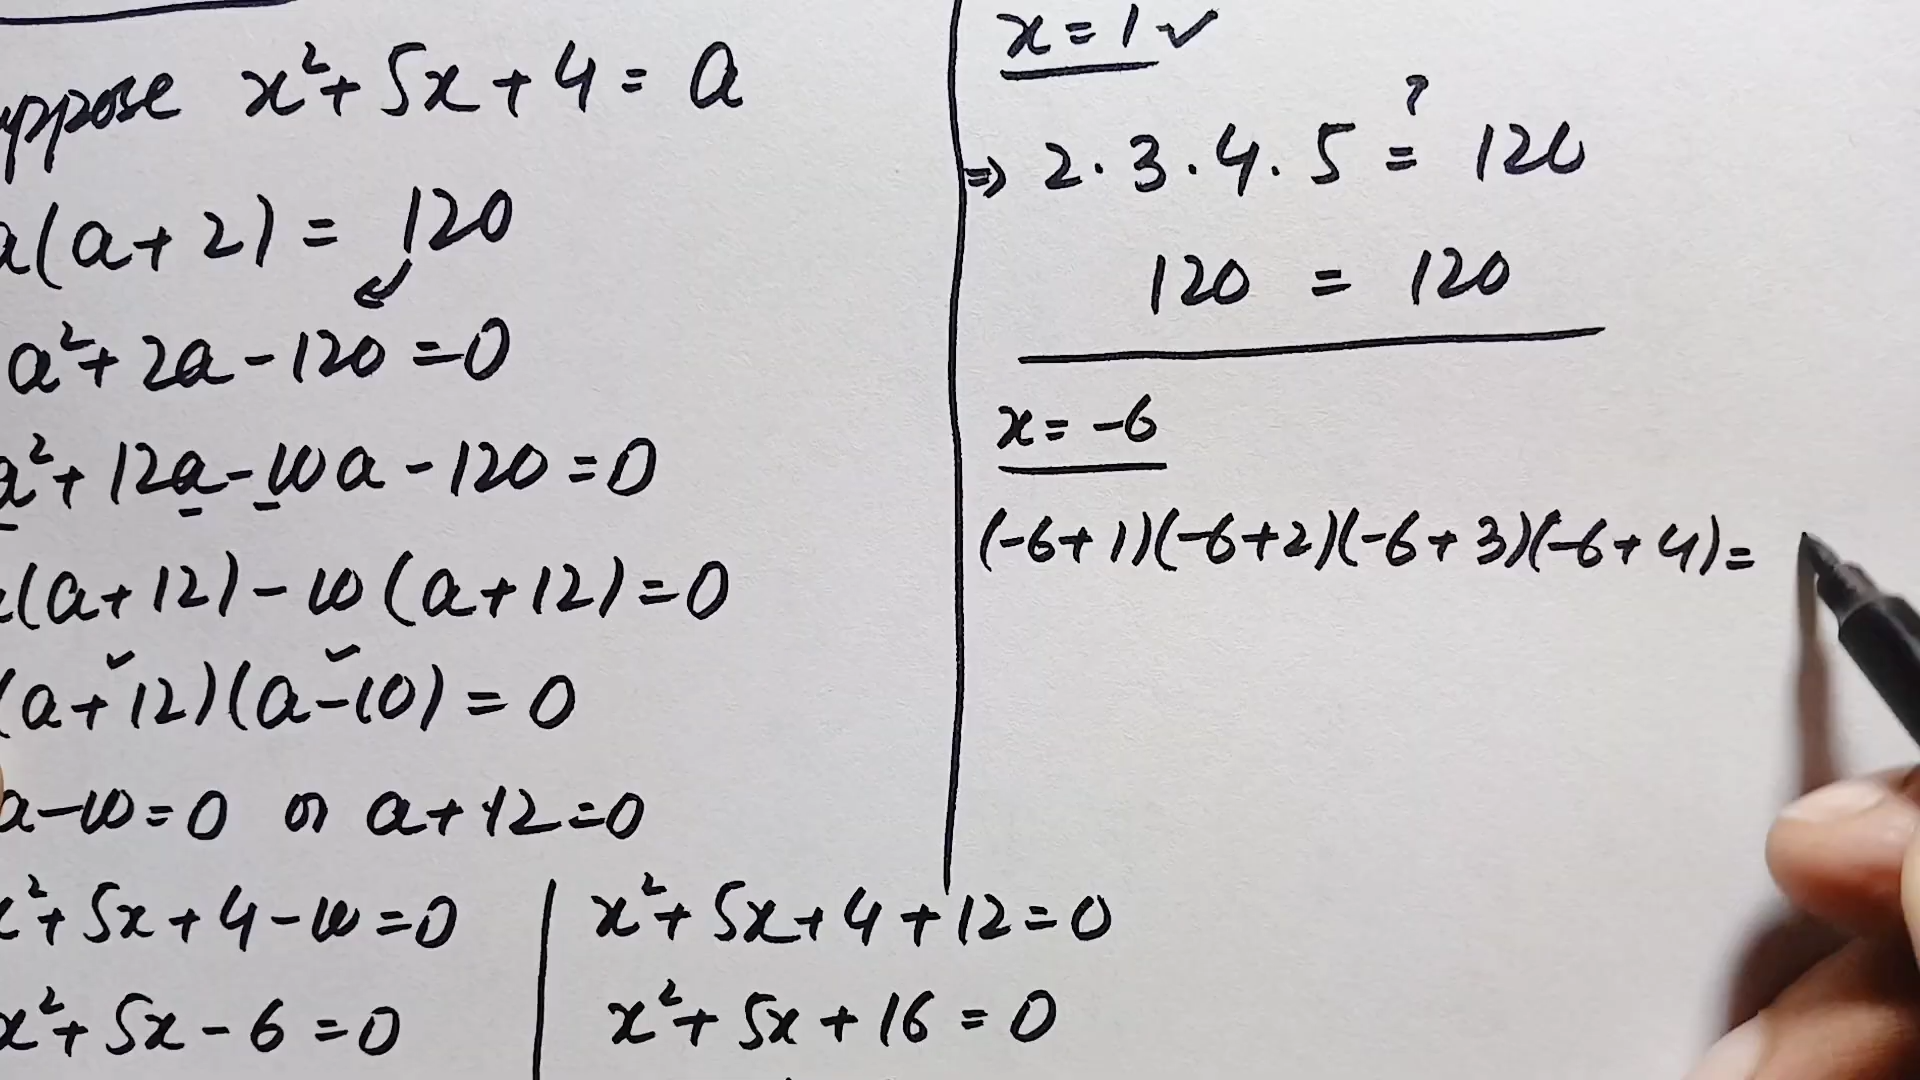 uppose x²+ 5x + 4 = a
a(a+2) = 120
a²+ 2a - 120 = 0
a²+ 12a - 10a - 120 = 0
(a+12) - 10 (a+12) = 0
(a+12)(a-10) = 0
a-10=0 or a+12=0
x²+ 5x + 4 - 10 = 0
x²+ 5x - 6 = 0
x²+ 5x + 4 + 12 = 0
x²+ 5x + 16 = 0
x = 1 ✓
?
⇒ 2 · 3 · 4 · 5 = 120
120 = 120
x = -6
(-6+1)(-6+2)(-6+3)(-6+4)=